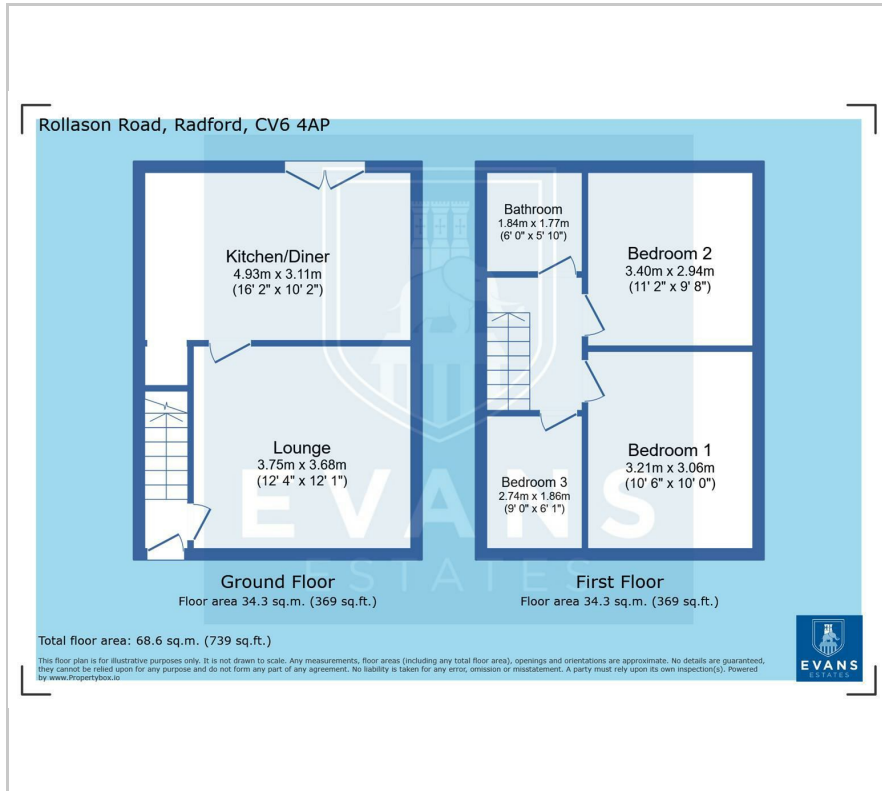 Rollason Road, Radford, CV6 4AP
Kitchen/Diner
4.93m x 3.11m
(16' 2" x 10' 2")
Lounge
3.75m x 3.68m
(12' 4" x 12' 1")
Ground Floor
Floor area 34.3 sq.m. (369 sq.ft.)
Bathroom
1.84m x 1.77m
(6' 0" x 5' 10")
Bedroom 2
3.40m x 2.94m
(11' 2" x 9' 8")
Bedroom 1
3.21m x 3.06m
(10' 6" x 10' 0")
Bedroom 3
2.74m x 1.86m
(9' 0" x 6' 1")
First Floor
Floor area 34.3 sq.m. (369 sq.ft.)
EVANS
ESTATES
Total floor area: 68.6 sq.m. (739 sq.ft.)
This floor plan is for illustrative purposes only. It is not drawn to scale. Any measurements, floor areas (including any total floor area), openings and orientations are approximate. No details are guaranteed,
they cannot be relied upon for any purpose and do not form any part of any agreement. No liability is taken for any error, omission or misstatement. A party must rely upon its own inspection(s). Powered
by www.Propertybox.io
EVANS
ESTATES